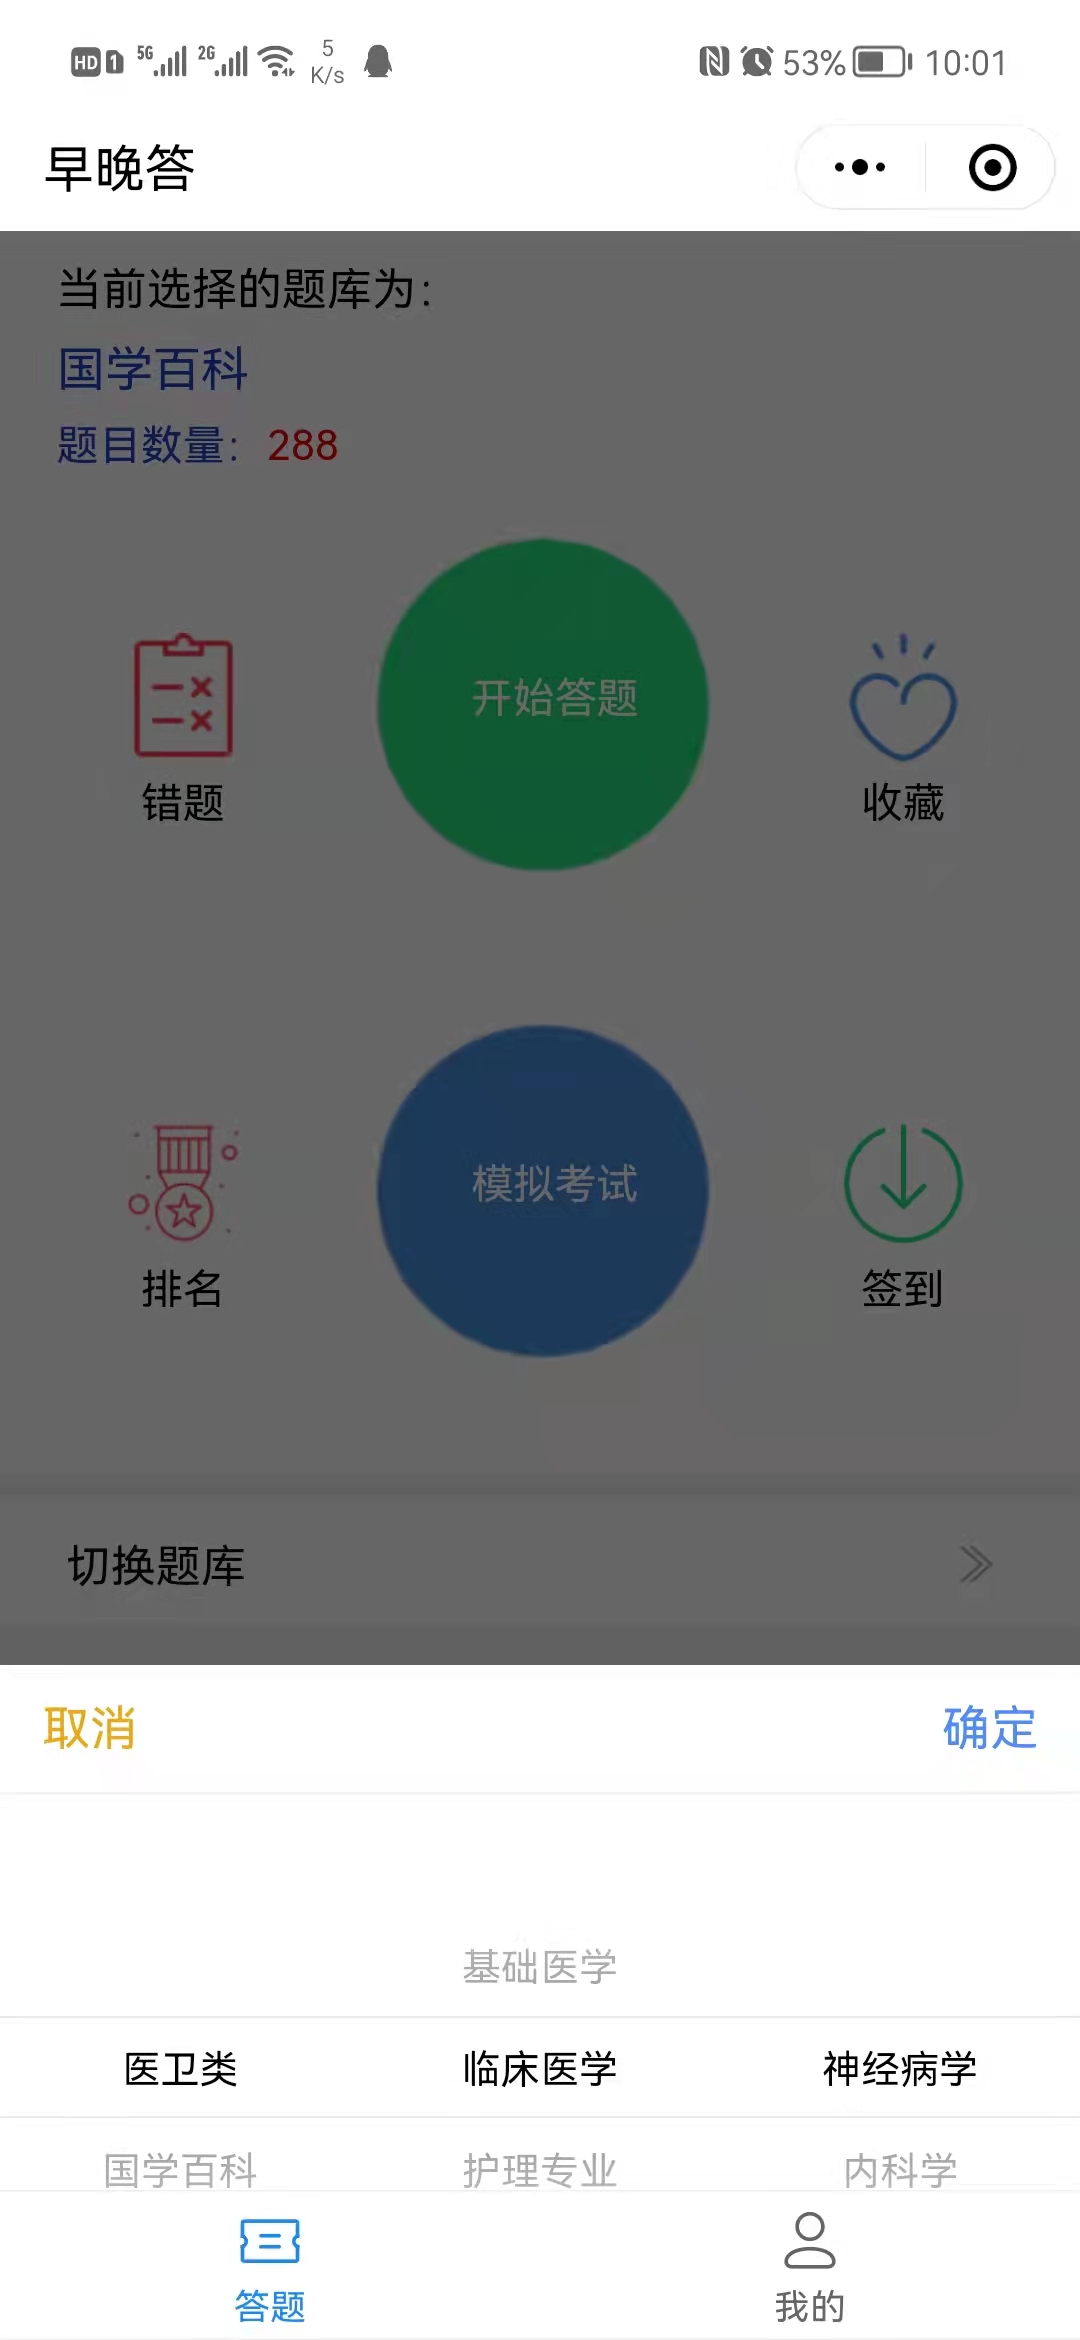 HD 1 5G 2G 5 K/s 53% 10:01
早晚答
当前选择的题库为：
国学百科
题目数量：288
开始答题
错题
收藏
模拟考试
排名
签到
切换题库
取消 确定
基础医学
医卫类 临床医学 神经病学
国学百科 护理专业 内科学
答题 我的